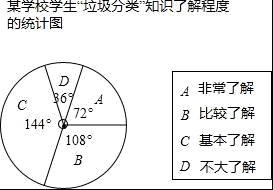 某学校学生“垃圾分类”知识了解程度
的统计图
D
36°
A
C
72°
144°
108°
B
A 非常了解
B 比较了解
C 基本了解
D 不大了解